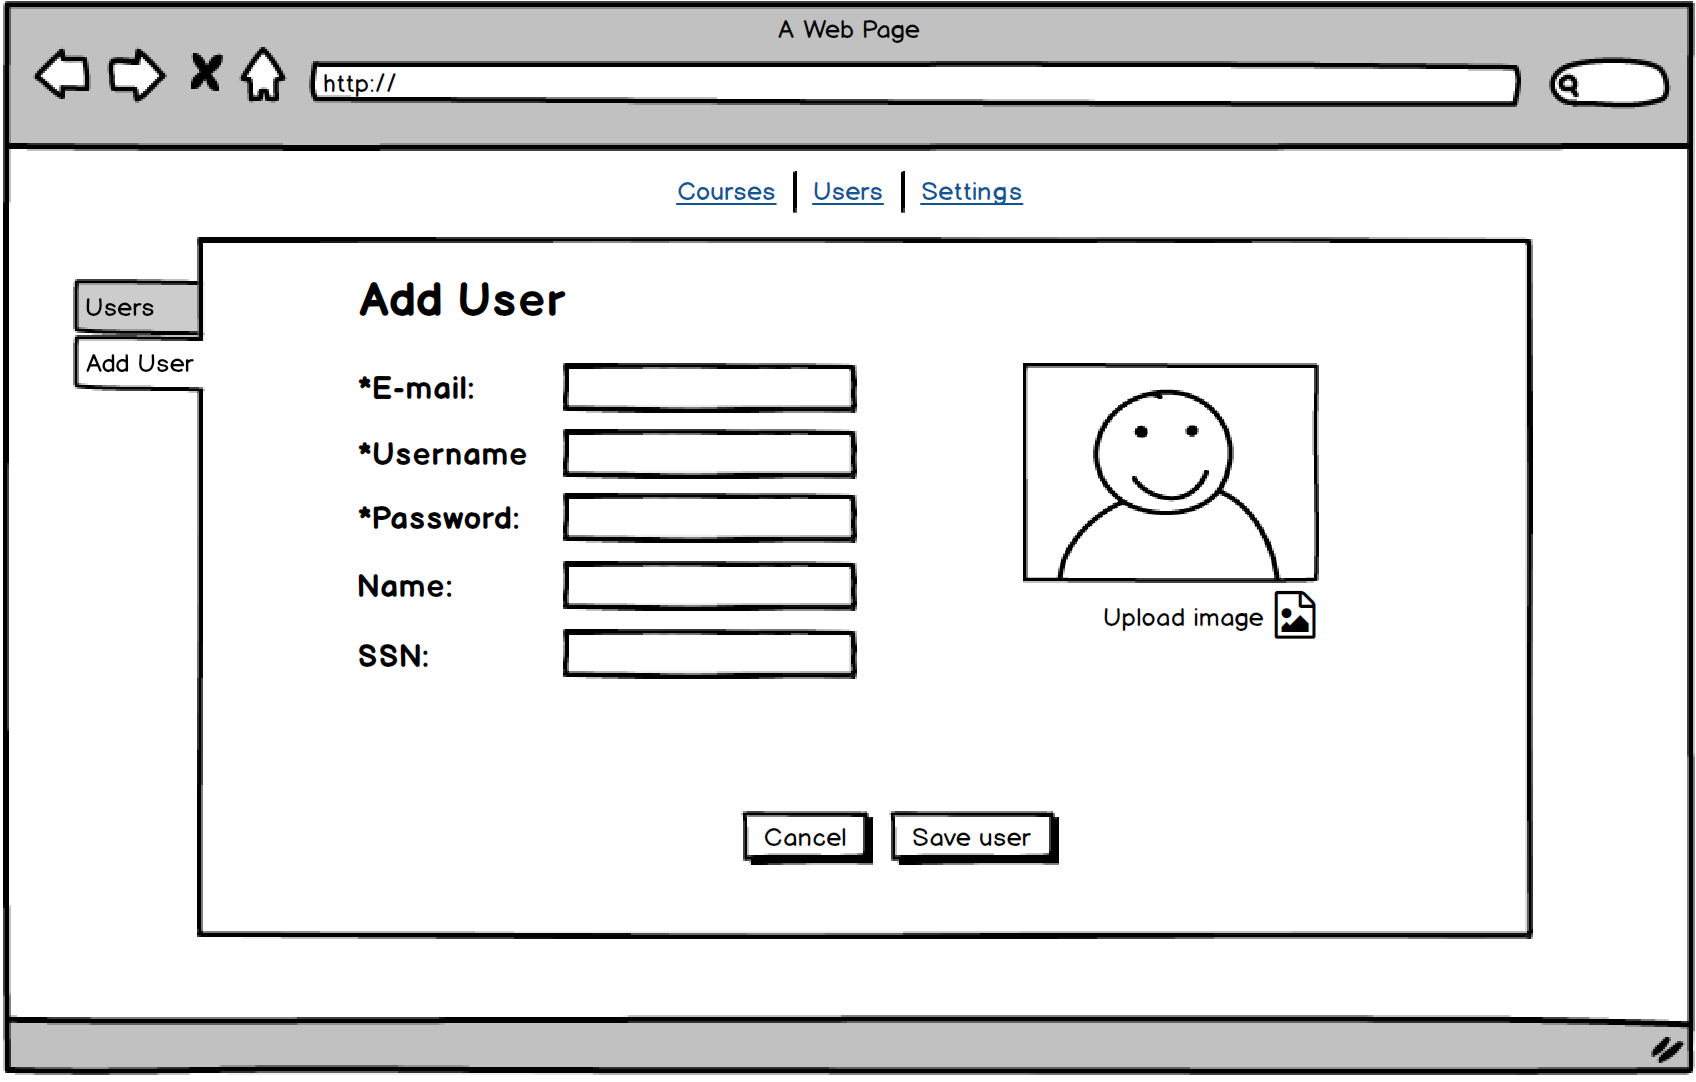 A Web Page
http://
Courses Users Settings
Users
Add User
Add User
*E-mail:
*Username
*Password:
Name:
SSN:
Upload image
Cancel Save user